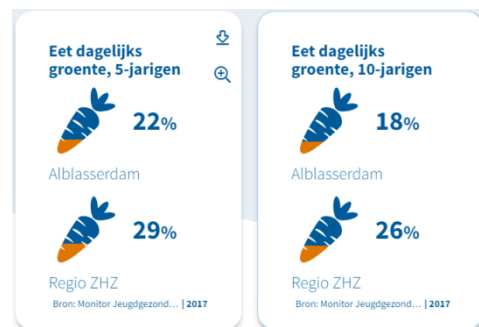 Eet dagelijks
groente, 5-jarigen
22%
Alblasserdam
29%
Regio ZHZ
Bron: Monitor Jeugdgezond... | 2017
Eet dagelijks
groente, 10-jarigen
18%
Alblasserdam
26%
Regio ZHZ
Bron: Monitor Jeugdgezond... | 2017